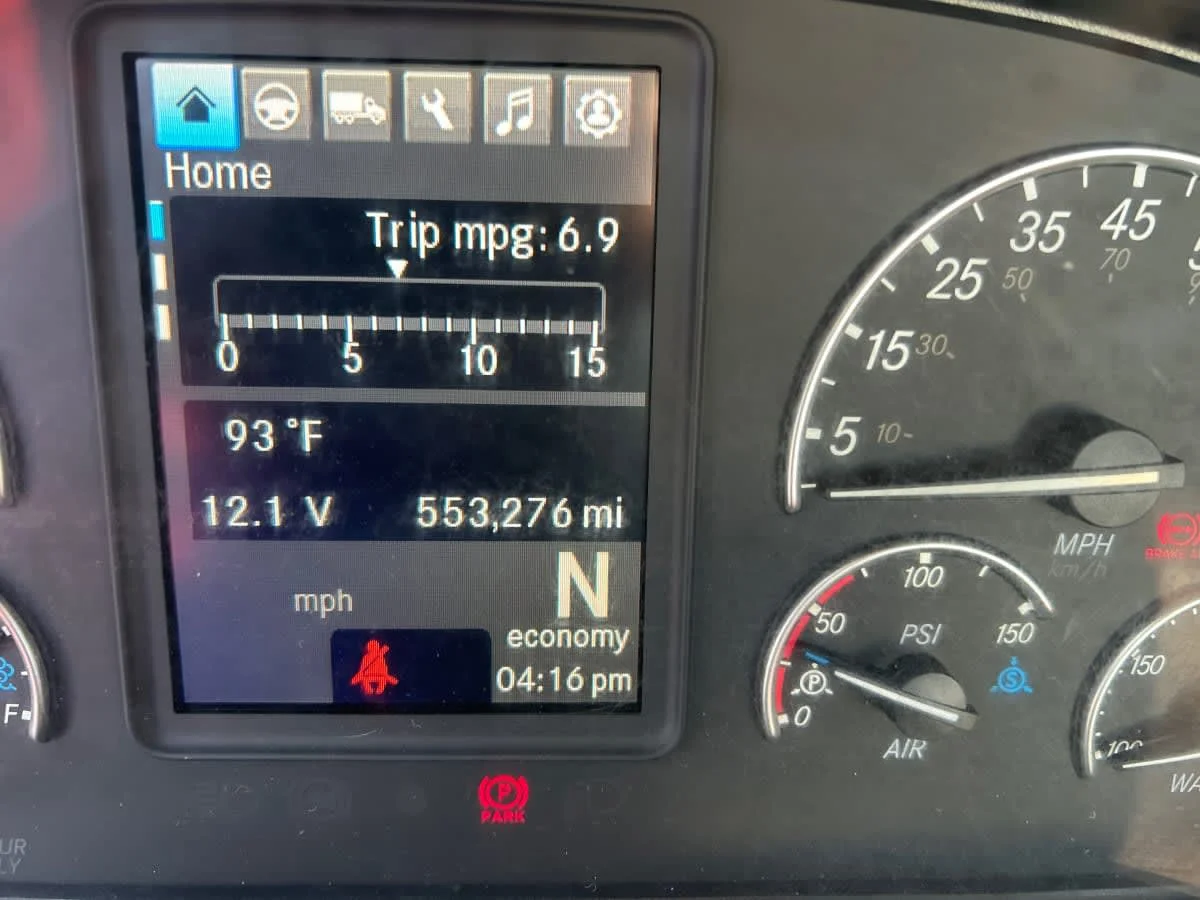 Home
Trip mpg: 6.9
0 5 10 15
93 °F
12.1 V 553,276 mi
mph
N
economy
04:16 pm
5 15 25 35 45
10 30 50 70
MPH
km/h
0 50 100 150
PSI
P
S
AIR
100 150
F
P
PARK
BRAKE